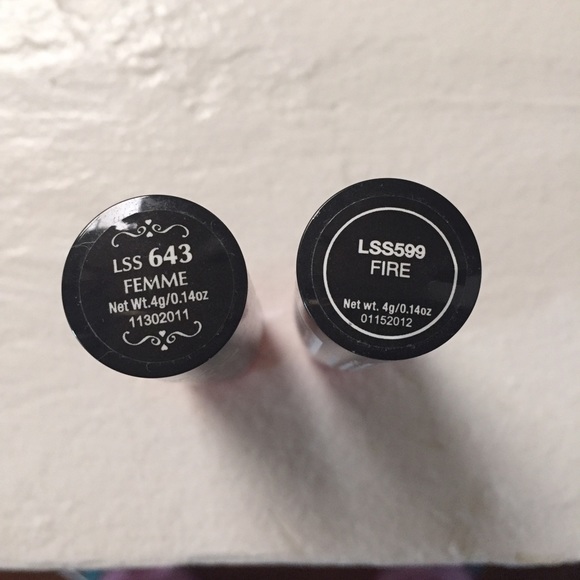 LSS 643
FEMME
Net Wt.4g/0.14oz
11302011
LSS599
FIRE
Net wt. 4g/0.14oz
01152012